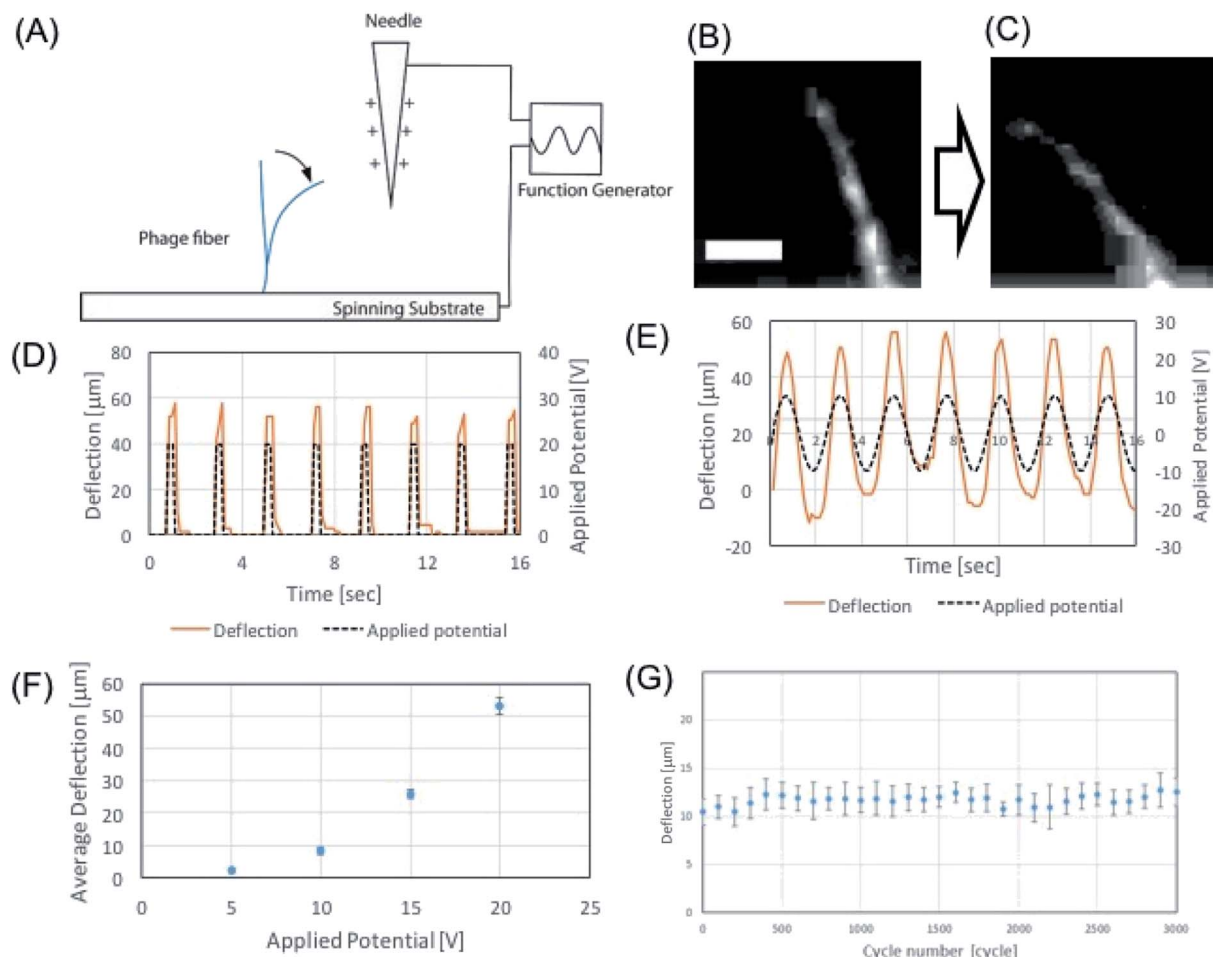 (A)
Needle
+ +
+ +
+ +
Function Generator
Phage fiber
Spinning Substrate
(B)
(C)
(D)
Deflection [μm]
80
60
40
20
0
Applied Potential [V]
40
30
20
10
0
0 4 8 12 16
Time [sec]
Deflection Applied potential
(E)
Deflection [μm]
60
40
20
0
-20
Applied Potential [V]
30
20
10
0
-10
-20
-30
0 2 4 6 8 10 12 14 16
Time [sec]
Deflection Applied Potential
(F)
Average Deflection [μm]
60
50
40
30
20
10
0
0 5 10 15 20 25
Applied Potential [V]
(G)
Deflection [μm]
25
20
15
10
5
0
0 500 1000 1500 2000 2500 3000
Cycle number [cycle]